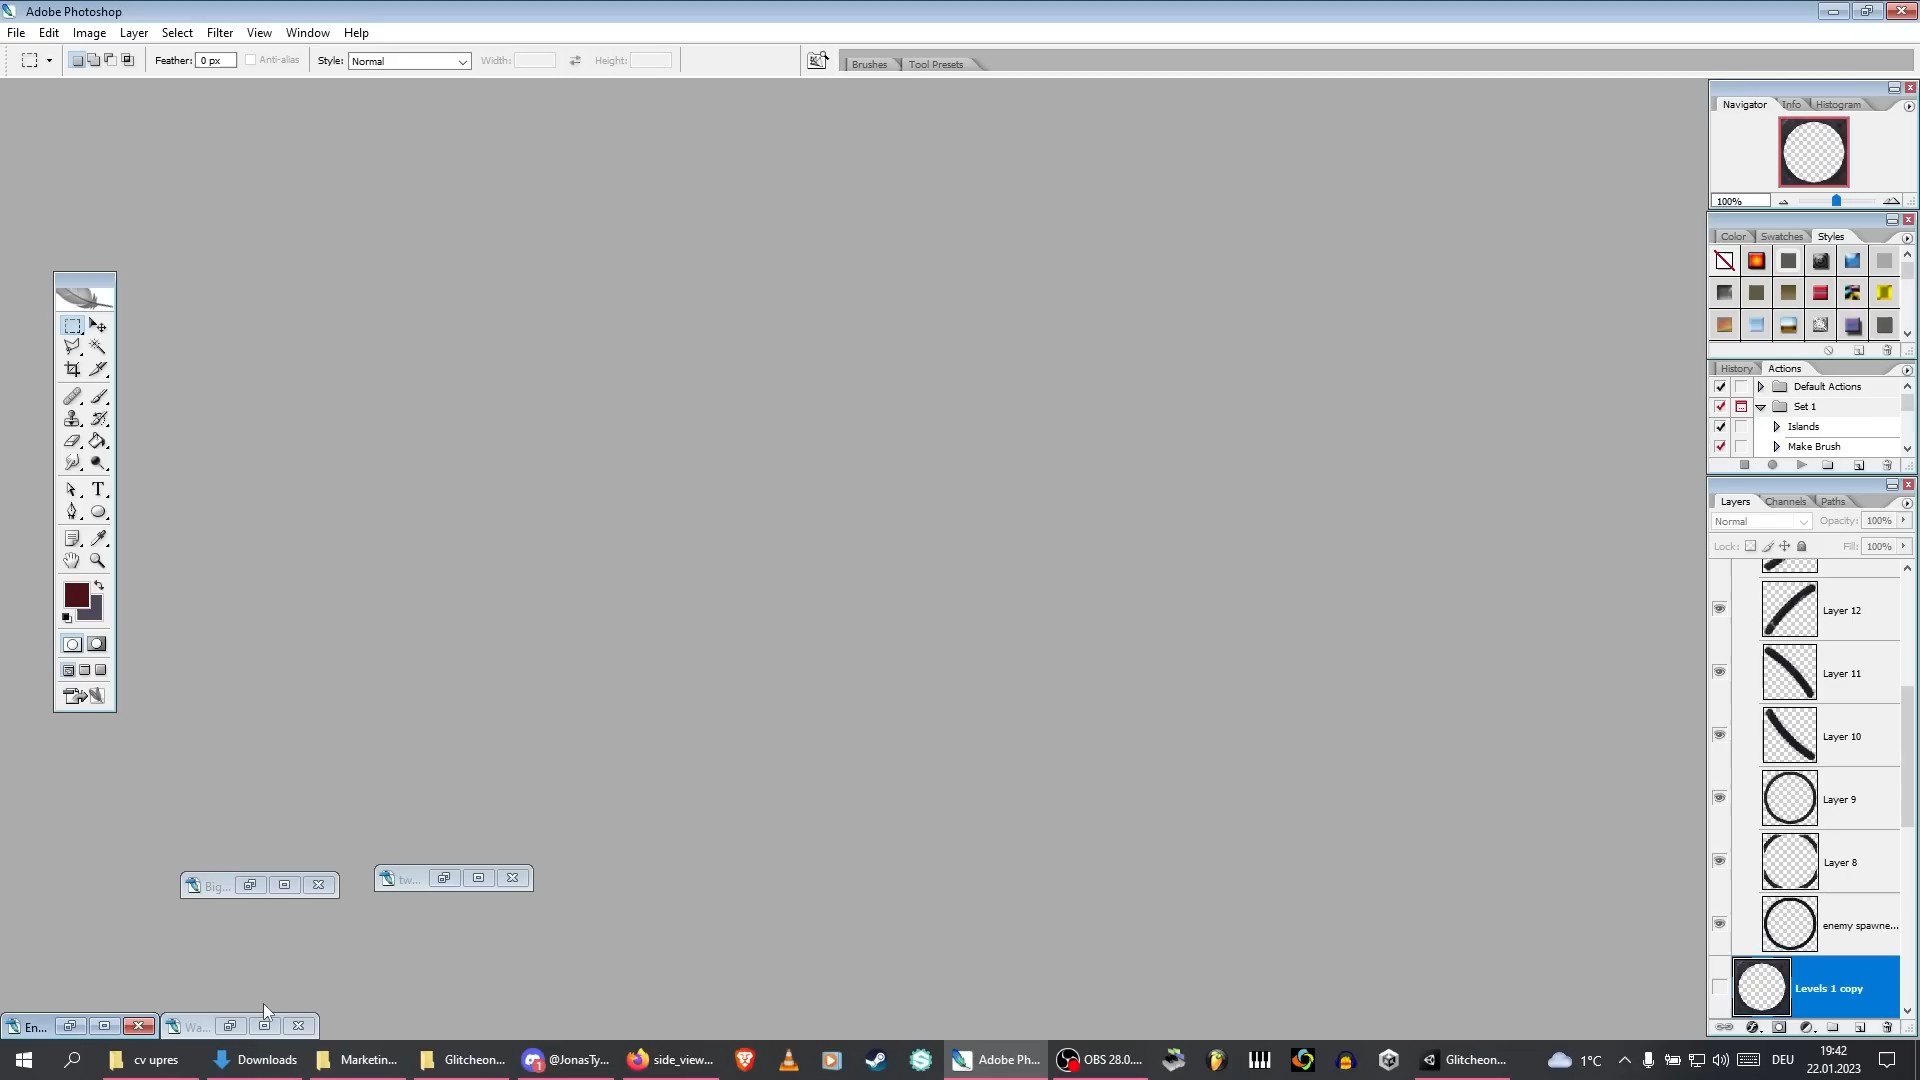 Adobe Photoshop
File Edit Image Layer Select Filter View Window Help
Feather: 0 px Anti-alias Style: Normal Width: Height: Brushes Tool Presets
Navigator Info Histogram
100%
Color Swatches Styles
History Actions
Default Actions
Set 1
Islands
Make Brush
Layers Channels Paths
Normal Opacity: 100%
Lock: Fill: 100%
Layer 12
Layer 11
Layer 10
Layer 9
Layer 8
enemy spawne...
Levels 1 copy
Big...
tw...
En...
Wa...
cv upres Downloads Marketin... Glitcheon... @JonasTy... side_view... Adobe Ph... OBS 28.0.... Glitcheon... 1°C DEU 19:42
22.01.2023